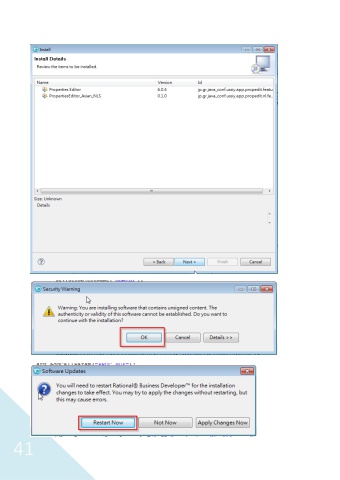 Install
Install Details
Review the items to be installed.
Name Version Id
Properties Editor 6.0.4 jp.gr.java_conf.ussiy.app.propedit.featu
PropertiesEditor_Asian_NLS 0.1.0 jp.gr.java_conf.ussiy.app.propedit.nl.fe..
Size: Unknown
Details
< Back Next > Finish Cancel
Security Warning
Warning: You are installing software that contains unsigned content. The
authenticity or validity of this software cannot be established. Do you want to
continue with the installation?
OK Cancel Details >>
Software Updates
You will need to restart Rational® Business Developer™ for the installation
changes to take effect. You may try to apply the changes without restarting, but
this may cause errors.
Restart Now Not Now Apply Changes Now
41